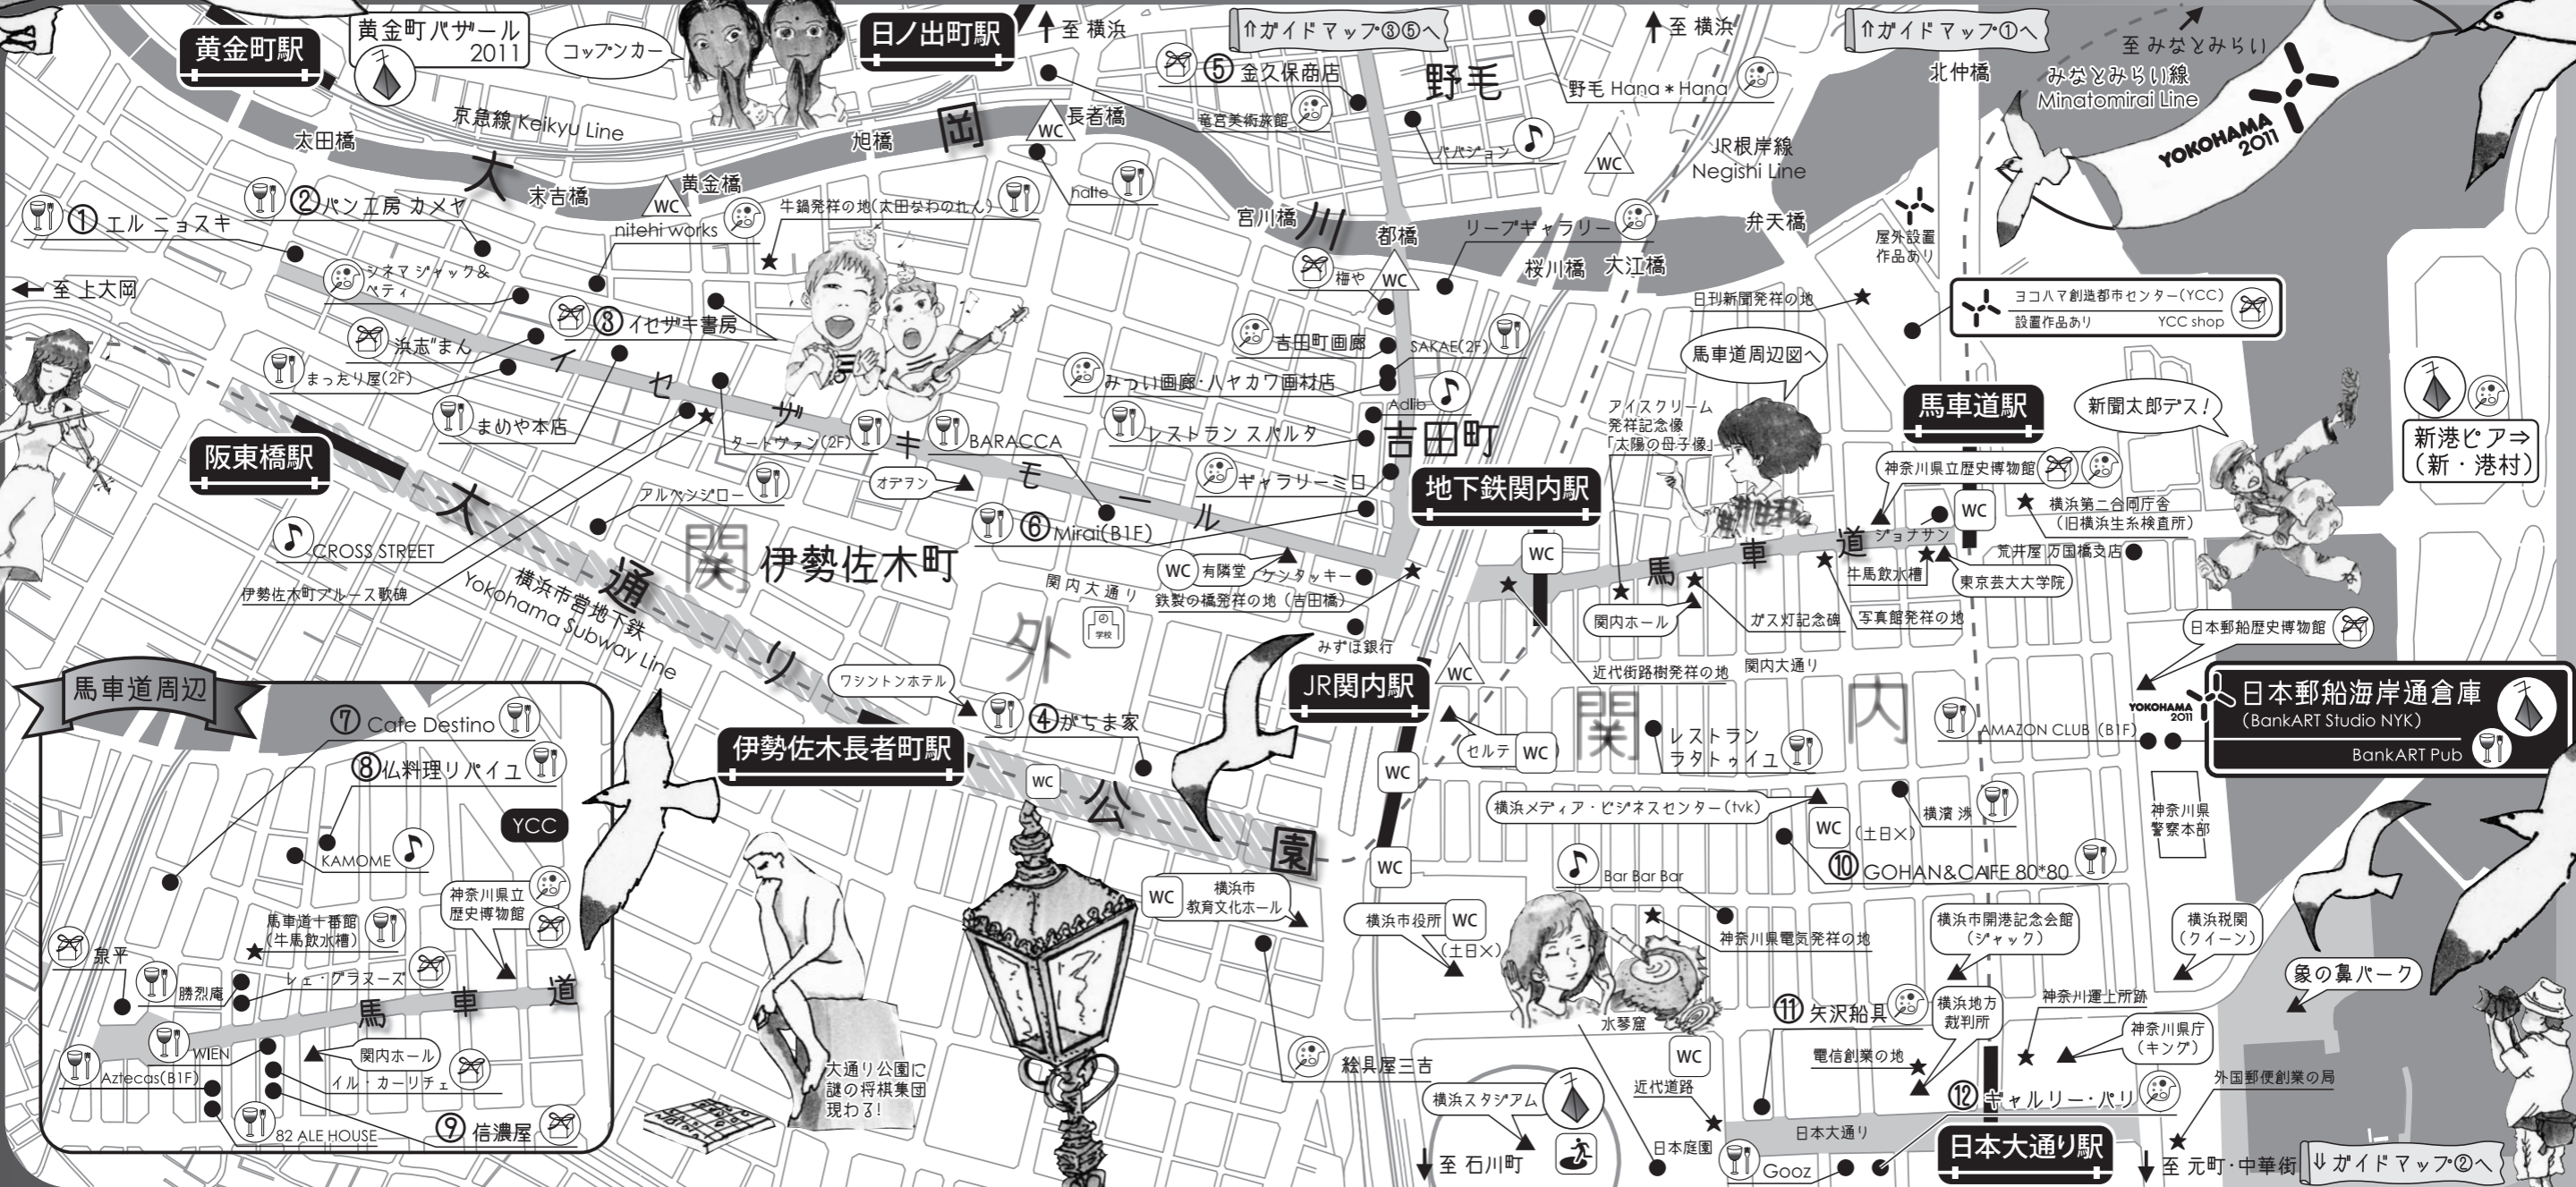 黄金町駅
黄金町バザール
2011
コップンカー
日ノ出町駅
至 横浜
⇑ガイドマップ③⑤へ
至 横浜
⇑ガイドマップ①へ
至 みなとみらい
みなとみらい線
Minatomirai Line
北仲橋
YOKOHAMA
2011
京急線 Keikyu Line
太田橋
大
末吉橋
旭橋
岡
WC
長者橋
⑤ 金久保商店
竜宮美術旅館
野毛
野毛 Hana＊Hana
パパジョン
WC
JR根岸線
Negishi Line
① エル ニョスキ
② パン工房 カメヤ
WC
黄金橋
nitehi works
牛鍋発祥の地(太田なわのれん)
halte
宮川橋
川
都橋
リーブギャラリー
桜川橋
大江橋
弁天橋
屋外設置
作品あり
至 上大岡
シネマ ジャック&
ベティ
③ イセザキ書房
浜志"まん
まったり屋(2F)
まめや本店
梅や
WC
吉田町画廊
SAKAE(2F)
みつい画廊・ハヤカワ画材店
Adlib
レストラン スパルタ
吉田町
ギャラリーミロ
日刊新聞発祥の地
ヨコハマ創造都市センター(YCC)
設置作品あり
YCC shop
馬車道周辺図へ
アイスクリーム
発祥記念像
「太陽の母子像」
馬車道駅
新聞太郎デス!
新港ピア⇒
(新・港村)
イセザキモール
タートヴァン(2F)
BARACCA
オデヲン
阪東橋駅
アルペンジロー
CROSS STREET
伊勢佐木町ブルース歌碑
大通リ公園
横浜市営地下鉄
Yokohama Subway Line
関
伊勢佐木町
外
⑥ Mirai(B1F)
WC 有隣堂
ケンタッキー
関内大通り
鉄製の橋発祥の地(吉田橋)
学校
みずほ銀行
地下鉄関内駅
WC
神奈川県立歴史博物館
WC
横浜第二合同庁舎
(旧横浜生糸検査所)
ジョナサン
荒井屋 万国橋支店
馬車道
牛馬飲水槽
東京芸大大学院
関内ホール
ガス灯記念碑
写真館発祥の地
近代街路樹発祥の地
関内大通り
日本郵船歴史博物館
YOKOHAMA
2011
日本郵船海岸通倉庫
(BankART Studio NYK)
BankART Pub
ワシントンホテル
④ がちま家
JR関内駅
WC
セルテ WC
関
内
レストラン
ラタトゥイユ
AMAZON CLUB (B1F)
伊勢佐木長者町駅
WC
WC
横浜メディア・ビジネスセンター(tvk)
WC (土日×)
横濱 渉
神奈川県
警察本部
⑩ GOHAN&CAFE 80*80
WC
Bar Bar Bar
WC
横浜市
教育文化ホール
横浜市役所 WC
(土日×)
神奈川県電気発祥の地
横浜市開港記念会館
(ジャック)
横浜税関
(クイーン)
象の鼻パーク
水琴窟
WC
⑪ 矢沢船具
横浜地方
裁判所
神奈川運上所跡
電信創業の地
神奈川県庁
(キング)
外国郵便創業の局
絵具屋三吉
近代道路
横浜スタジアム
⑫ ギャルリー・パリ
日本庭園
日本大通り
日本大通り駅
Gooz
至 石川町
至 元町・中華街
⇓ガイドマップ②へ
大通り公園に
謎の将棋集団
現わる!
馬車道周辺
⑦ Cafe Destino
⑧ 仏料理リパイユ
YCC
KAMOME
神奈川県立
歴史博物館
馬車道十番館
(牛馬飲水槽)
泉平
勝烈庵
レェ・グラヌーズ
馬車道
WIEN
関内ホール
Aztecas(B1F)
イル・カーリチェ
82 ALE HOUSE
⑨ 信濃屋